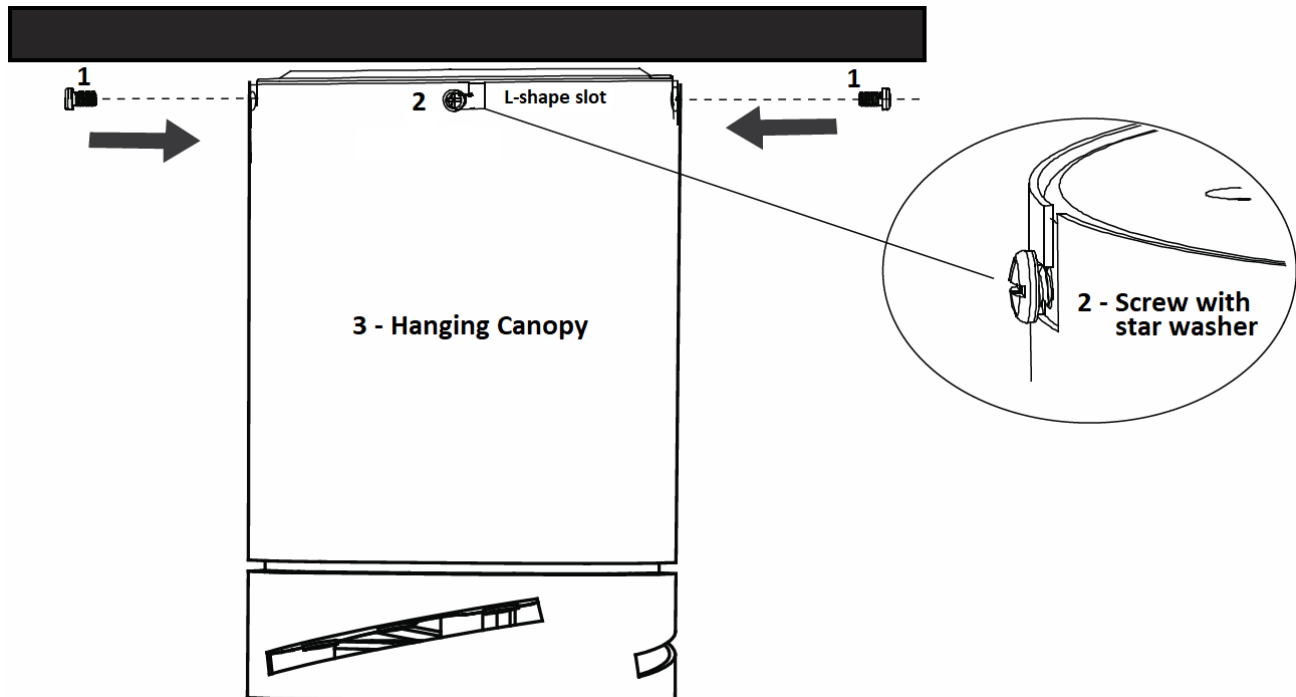 1
1
2
L-shape slot
2 - Screw with
star washer
3 - Hanging Canopy